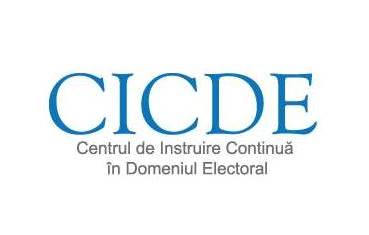 CICDE
Centrul de Instruire Continuă
în Domeniul Electoral